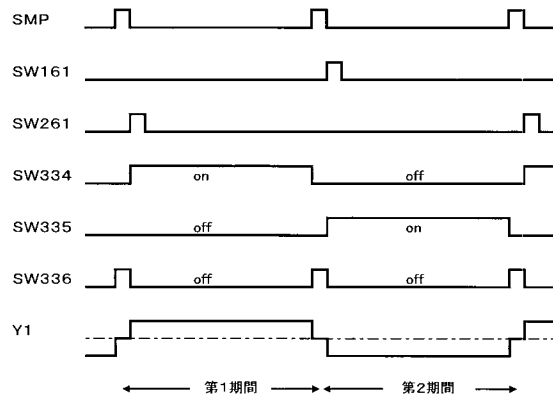 SMP
SW161
SW261
SW334 on off
SW335 off on
SW336 off off
Y1
第1期間 第2期間